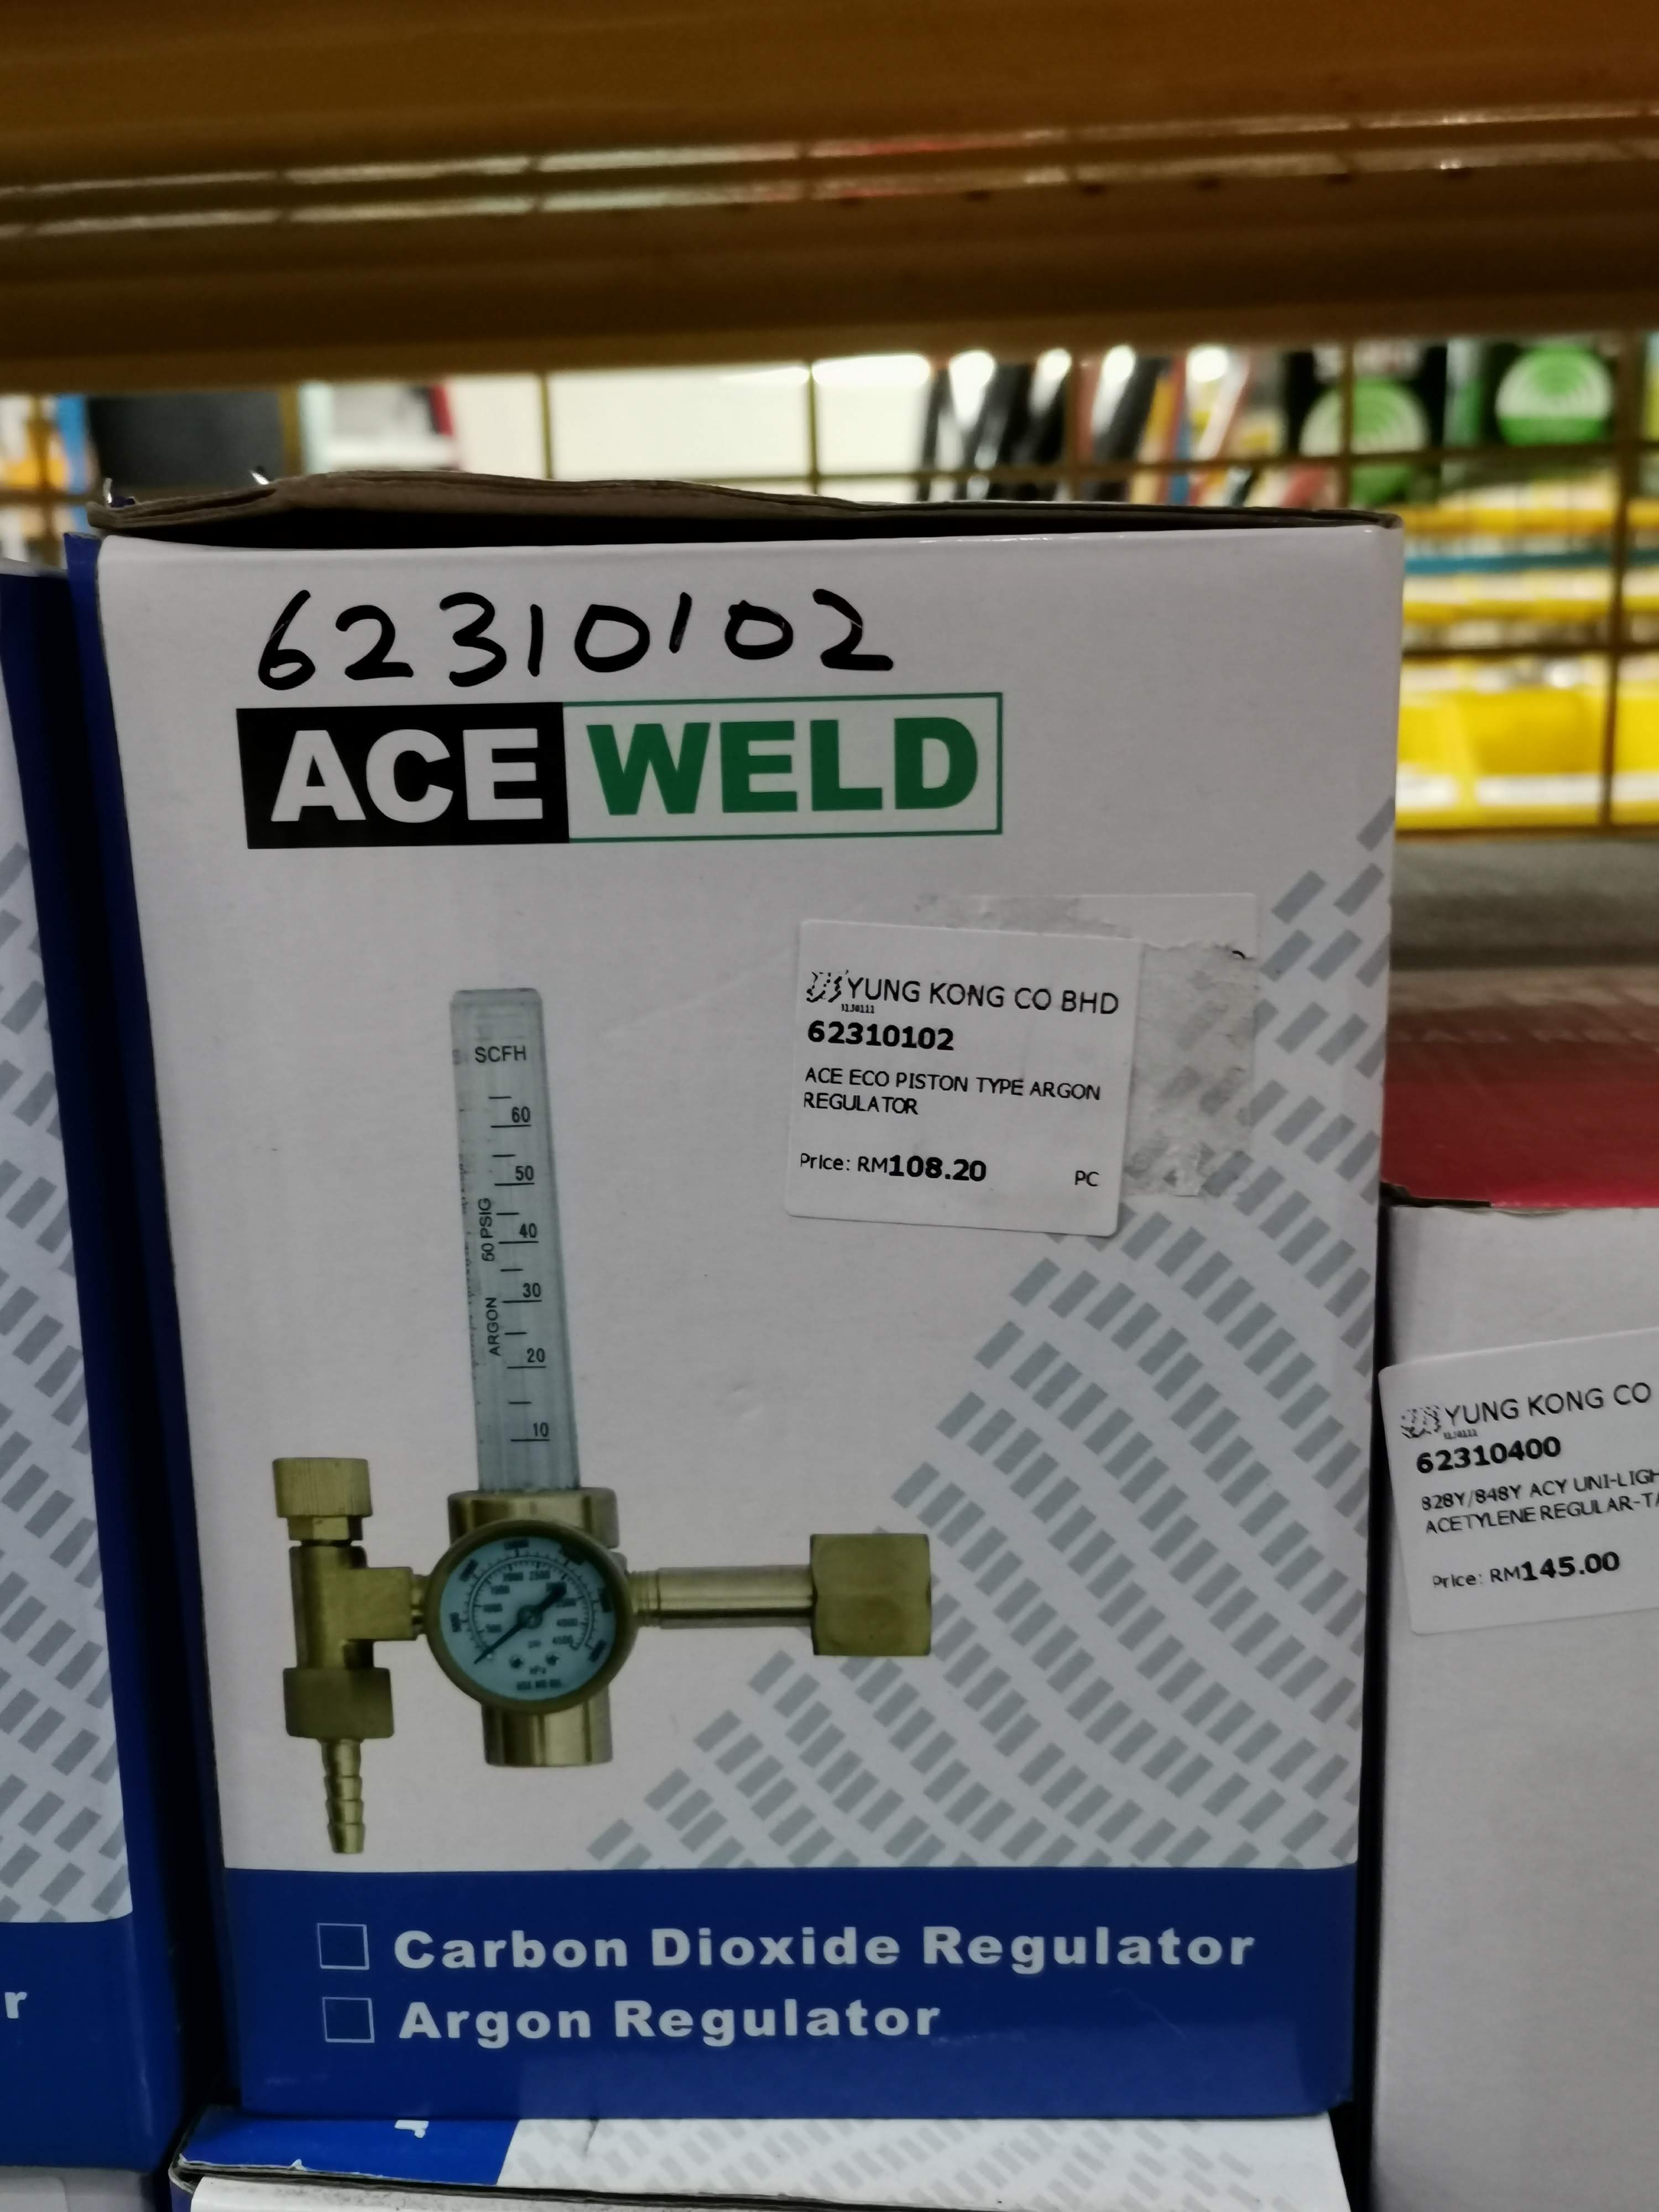 62310102
ACE WELD
YUNG KONG CO BHD
62310102
ACE ECO PISTON TYPE ARGON
REGULATOR
Price: RM108.20 PC
SCFH
60
50
40
30
20
10
ARGON 50 PSIG
kPa
YUNG KONG CO
62310400
828Y/848Y ACY UNI-LIGH
ACETYLENE REGULAR-TA
Price: RM145.00
Carbon Dioxide Regulator
Argon Regulator
r
r